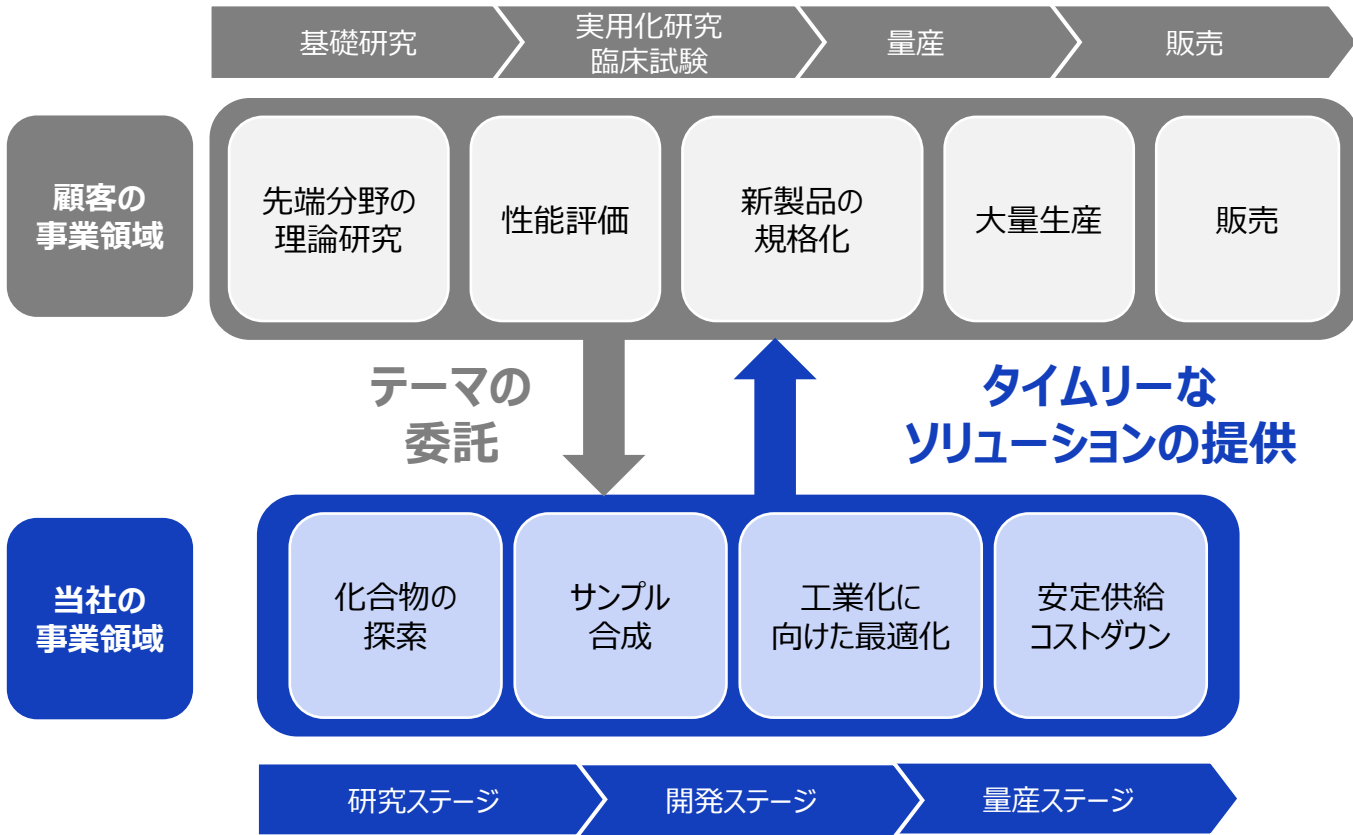 基礎研究
実用化研究
臨床試験
量産
販売
顧客の
事業領域
先端分野の
理論研究
性能評価
新製品の
規格化
大量生産
販売
テーマの
委託
タイムリーな
ソリューションの提供
当社の
事業領域
化合物の
探索
サンプル
合成
工業化に
向けた最適化
安定供給
コストダウン
研究ステージ
開発ステージ
量産ステージ